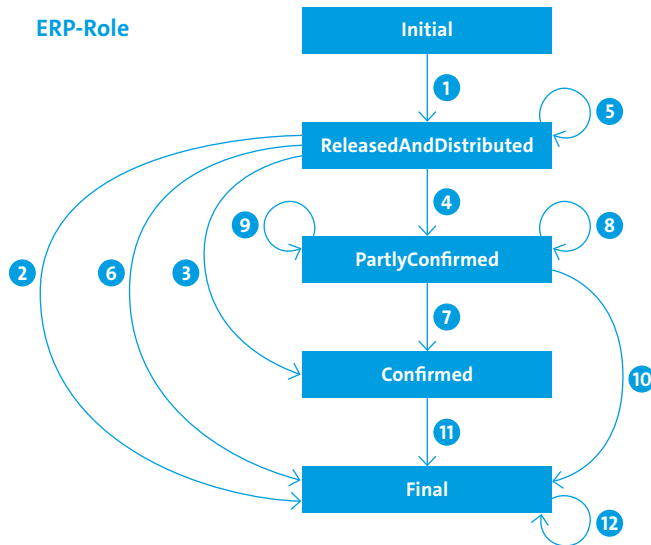 ERP-Role
Initial
1
5
ReleasedAndDistributed
4
9
8
2
6
3
PartlyConfirmed
7
Confirmed
10
11
Final
12